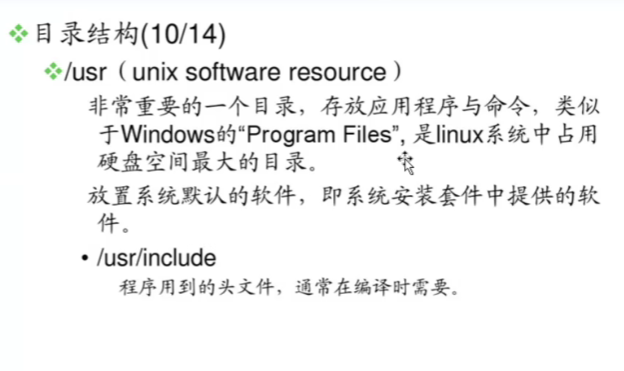 目录结构(10/14)
/usr（unix software resource）
非常重要的一个目录，存放应用程序与命令，类似
于Windows的“Program Files”, 是linux系统中占用
硬盘空间最大的目录。
放置系统默认的软件，即系统安装套件中提供的软
件。
• /usr/include
程序用到的头文件，通常在编译时需要。